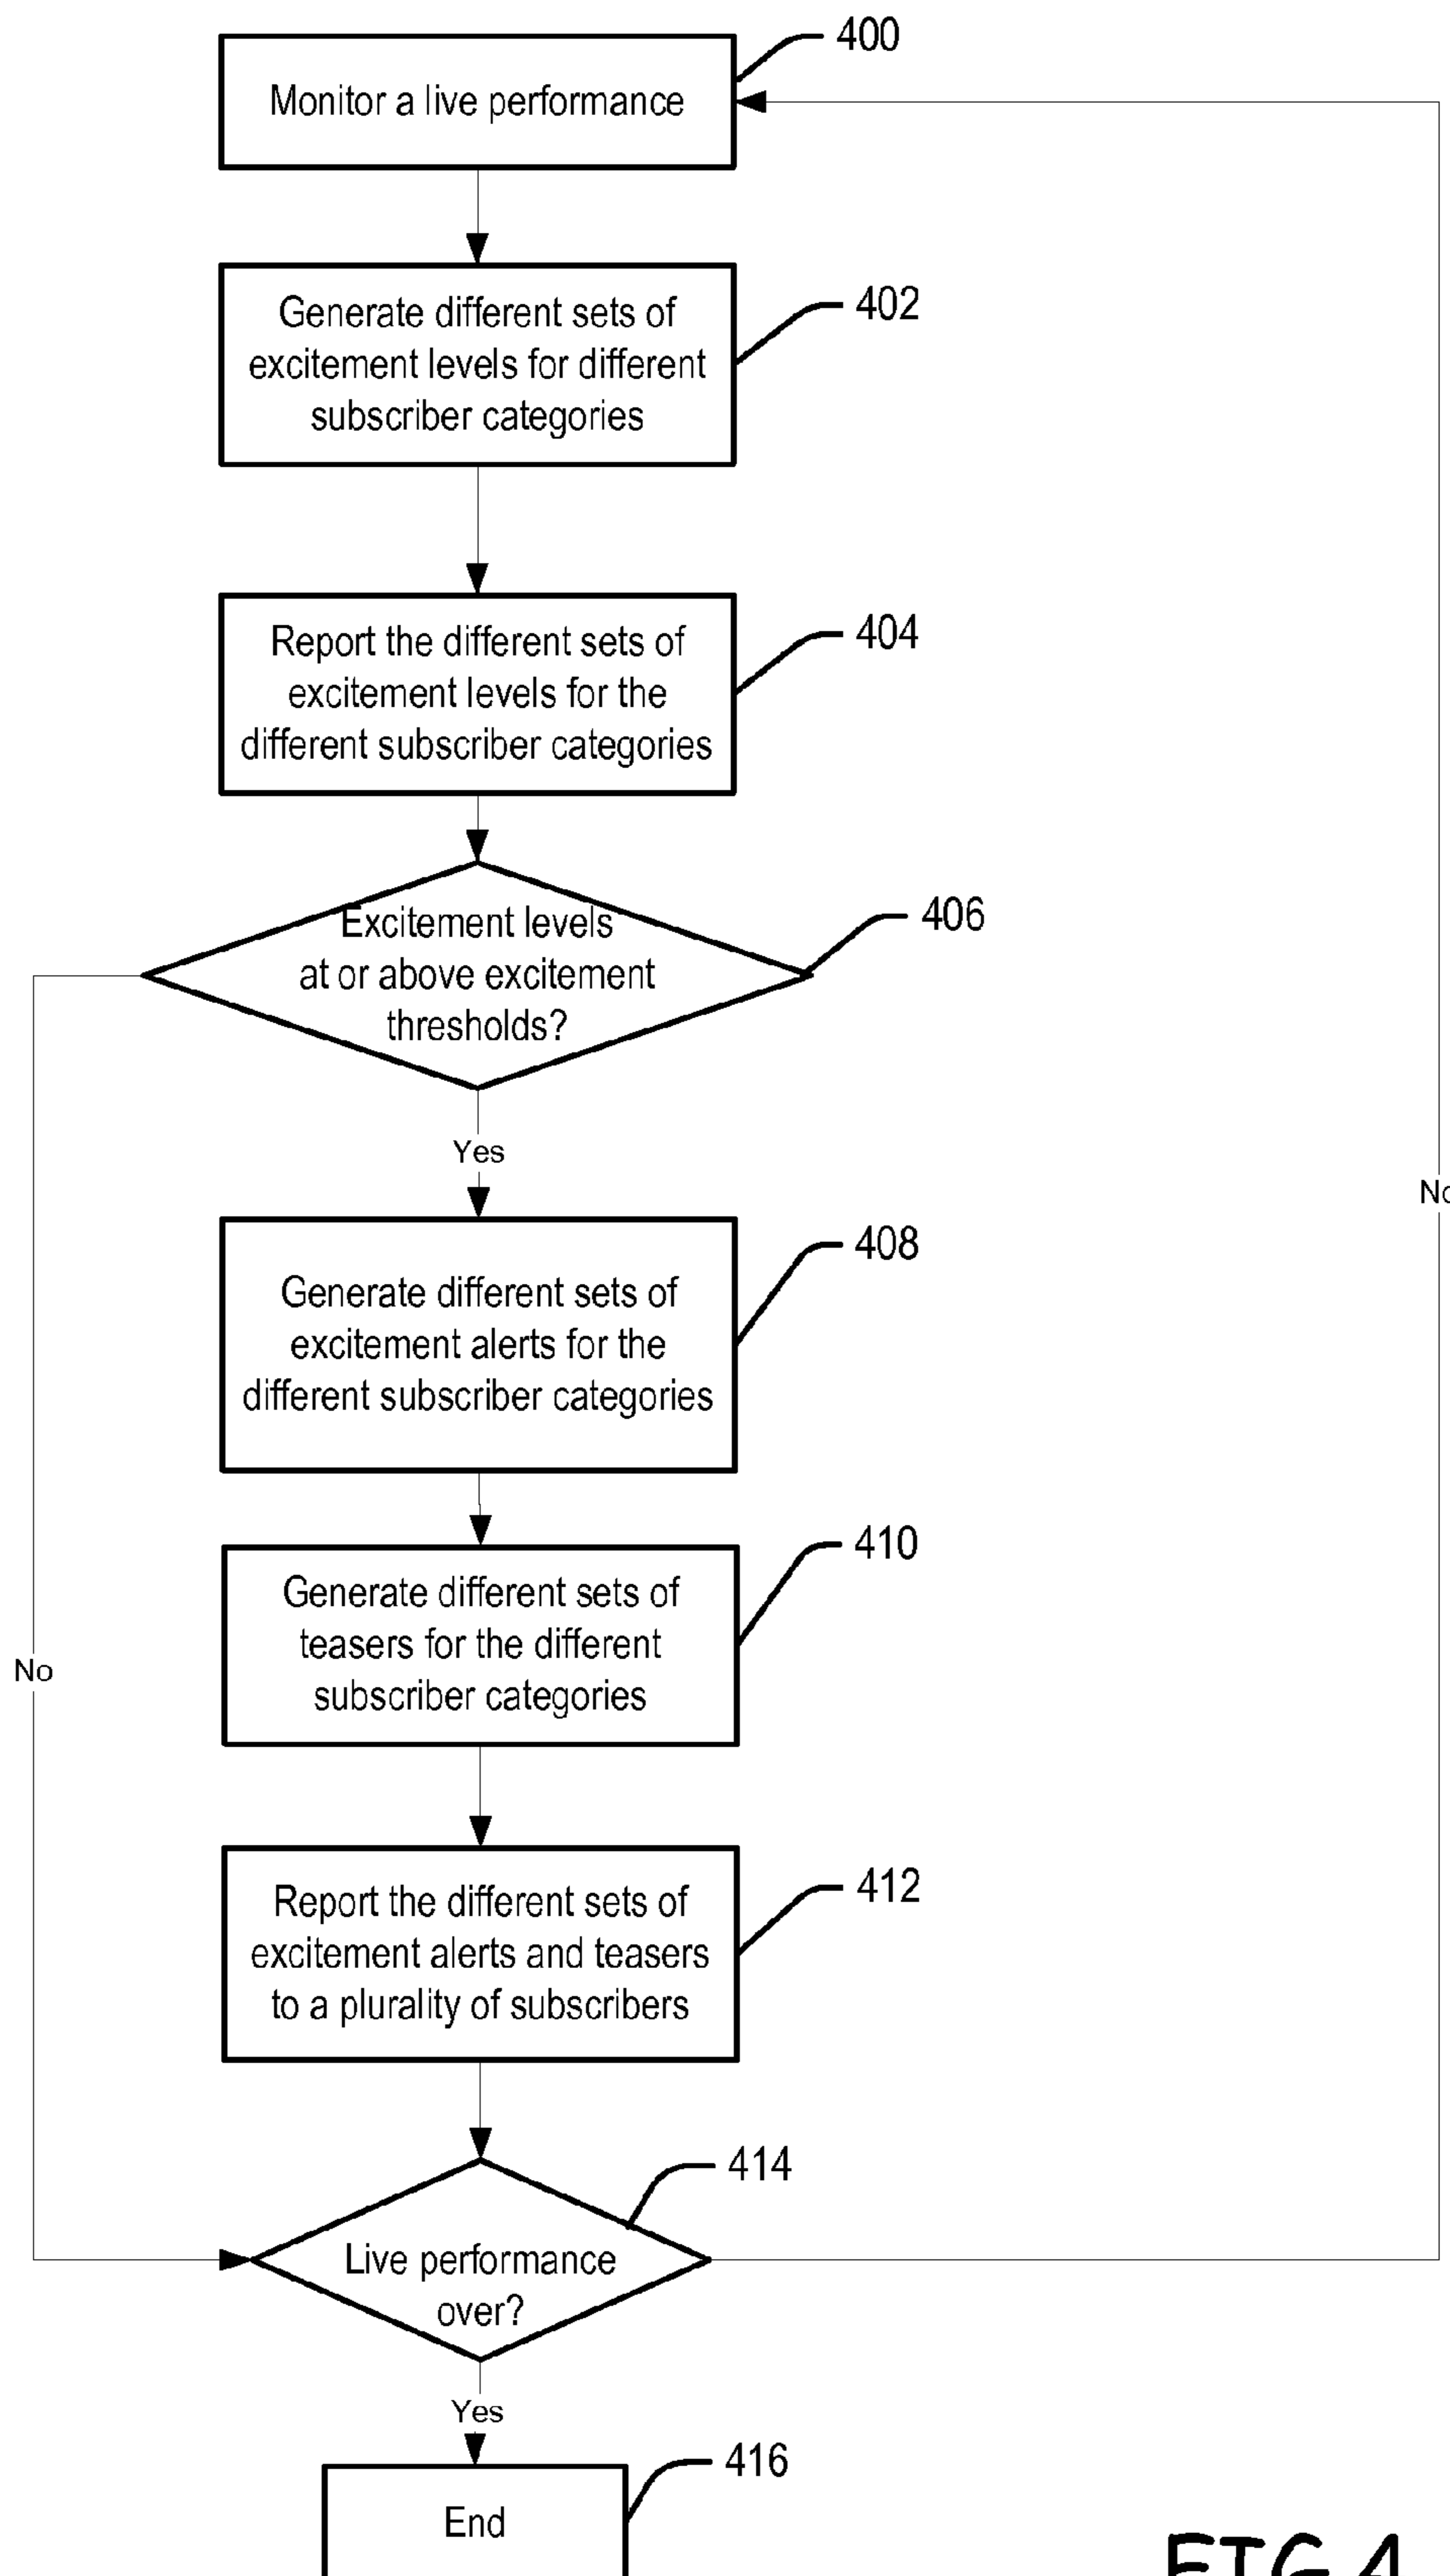 400
Monitor a live performance
402
Generate different sets of
excitement levels for different
subscriber categories
404
Report the different sets of
excitement levels for the
different subscriber categories
406
Excitement levels
at or above excitement
thresholds?
Yes
No
408
Generate different sets of
excitement alerts for the
different subscriber categories
410
Generate different sets of
teasers for the different
subscriber categories
No
412
Report the different sets of
excitement alerts and teasers
to a plurality of subscribers
414
Live performance
over?
Yes
416
End
FIG.4